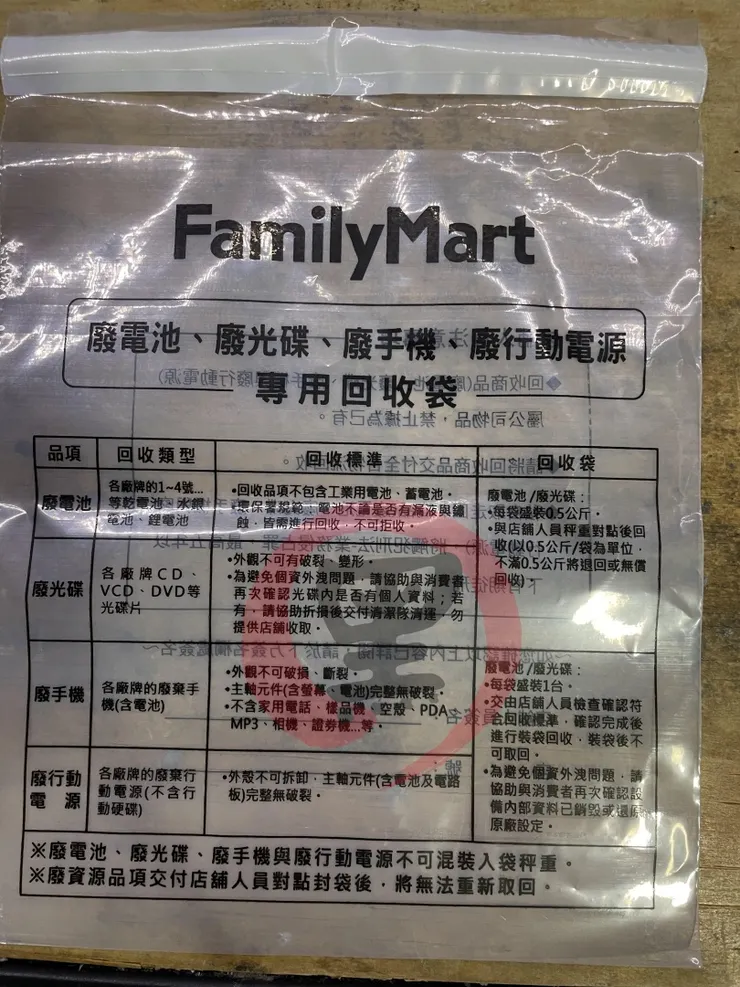 FamilyMart
廢電池、廢光碟、廢手機、廢行動電源
專用回收袋
品項 回收類型 回收標準 回收袋
廢電池
各廠牌的1~4號...
等乾電池、水銀
電池、鋰電池
•回收品項不包含工業用電池、蓄電池。
•環保署規範：電池不論是否有漏液與鏽
蝕，皆需進行回收，不可拒收。
廢電池/廢光碟：
•每袋盛裝0.5公斤。
•與店舖人員秤重對點後回
收(以0.5公斤/袋為單位，
不滿0.5公斤將退回或無償
回收)。
廢光碟
各廠牌CD、
VCD、DVD等
光碟片
•外觀不可有破裂、變形。
•為避免個資外洩問題，請協助與消費者
再次確認光碟內是否有個人資料；若
有，請協助折損後交付清潔隊清運，勿
提供店舖收取。
廢手機
各廠牌的廢棄手
機(含電池)
•外觀不可破損、斷裂。
•主軸元件(含螢幕、電池)完整無破裂。
•不含家用電話、樣品機、空殼、PDA、
MP3、相機、證券機...等。
廢電池/廢光碟：
•每袋盛裝1台。
•交由店舖人員檢查確認符
合回收標準，確認完成後
進行裝袋回收，裝袋後不
可取回。
•為避免個資外洩問題，請
協助與消費者再次確認設
備內部資料已銷毀或還原
原廠設定。
廢行動
電 源
各廠牌的廢棄行
動電源(不含行
動硬碟)
•外殼不可拆卸，主軸元件(含電池及電路
板)完整無破裂。
※廢電池、廢光碟、廢手機與廢行動電源不可混裝入袋秤重。
※廢資源品項交付店舖人員對點封袋後，將無法重新取回。